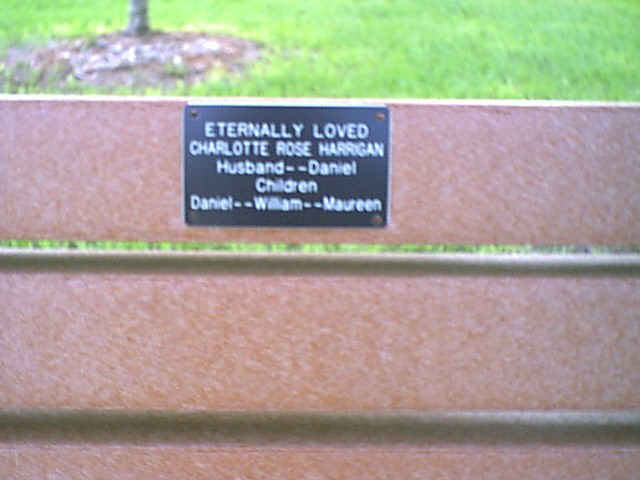 ETERNALLY LOVED
CHARLOTTE ROSE HARRIGAN
Husband--Daniel
Children
Daniel--William--Maureen